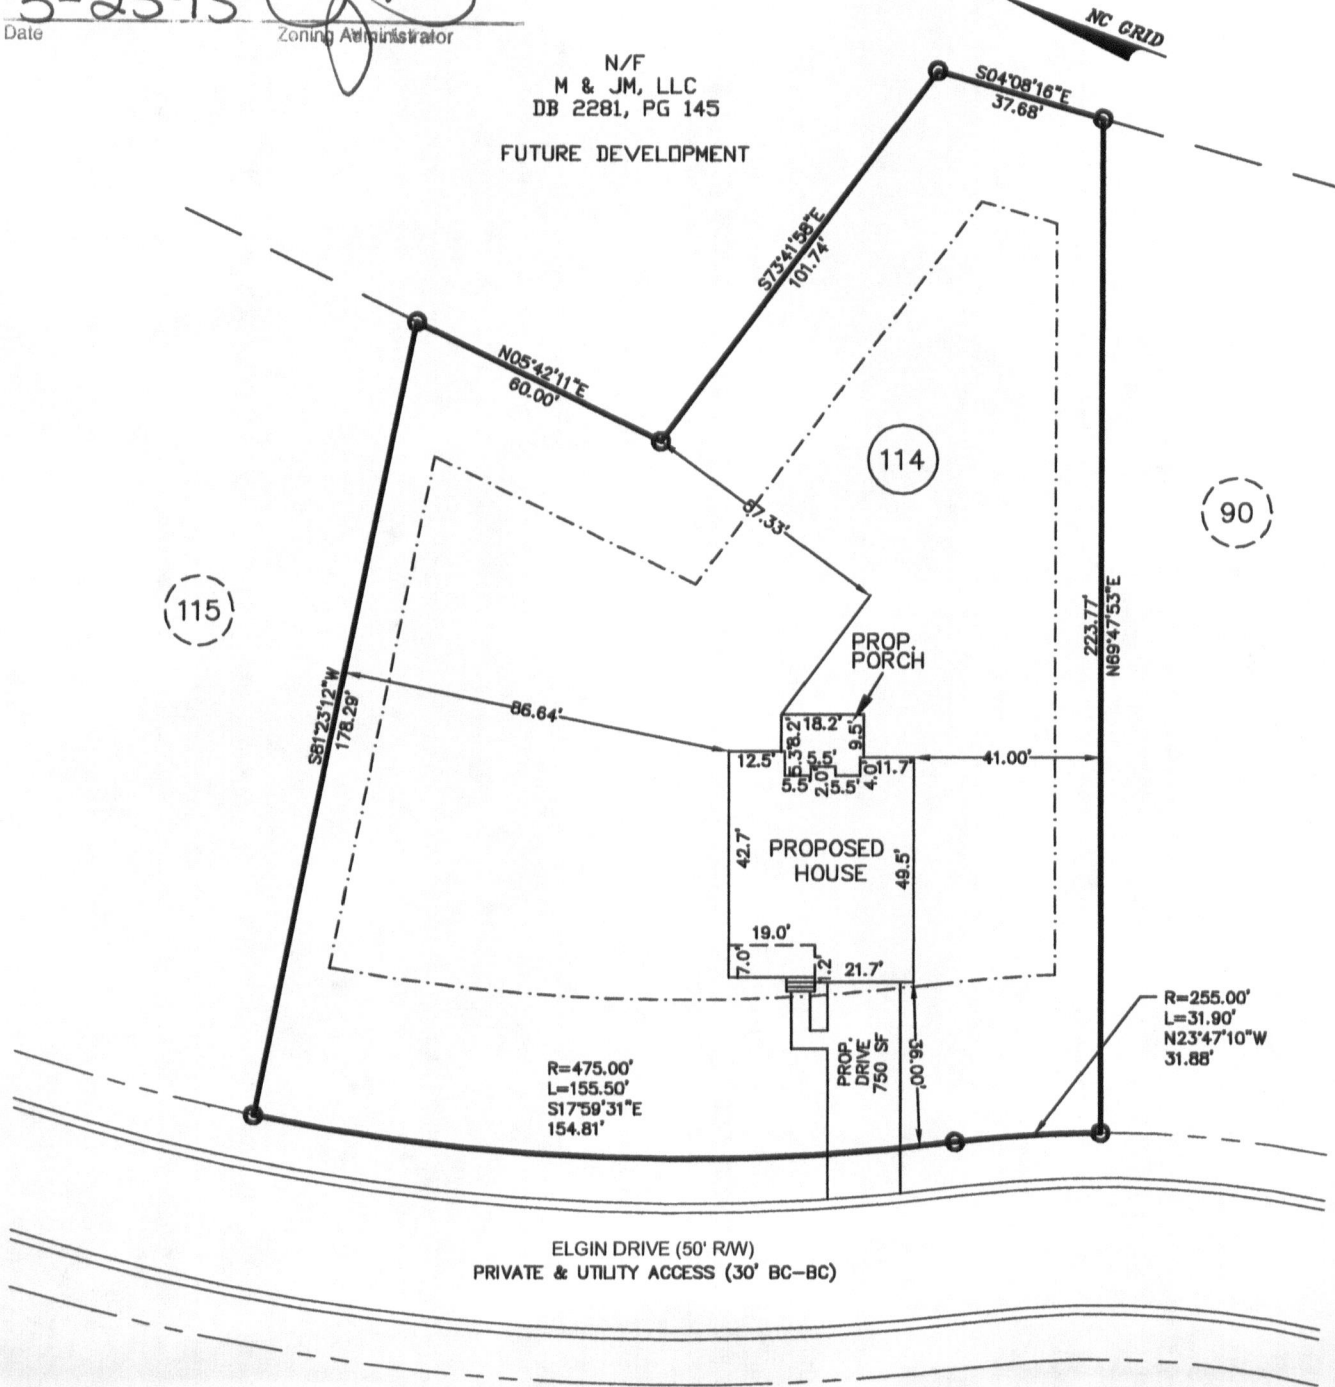 Date
Zoning Administrator
NC GRID
N/F
M & JM, LLC
DB 2281, PG 145
FUTURE DEVELOPMENT
S04°08'16"E
37.68'
S73°41'58"E
101.74'
N05°42'11"E
60.00'
114
90
87.33'
115
223.77'
N69°47'53"E
PROP.
PORCH
S81°23'12"W
178.29'
86.64'
18.2'
8.2'
9.5'
12.5'
5.3'
5.5'
11.7'
41.00'
5.5'
2.0'
5.5'
4.0'
PROPOSED
HOUSE
42.7'
49.5'
19.0'
7.0'
1.2'
21.7'
R=255.00'
L=31.90'
N23°47'10"W
31.88'
PROP.
DRIVE
750 SF
36.00'
R=475.00'
L=155.50'
S17°59'31"E
154.81'
ELGIN DRIVE (50' R/W)
PRIVATE & UTILITY ACCESS (30' BC-BC)